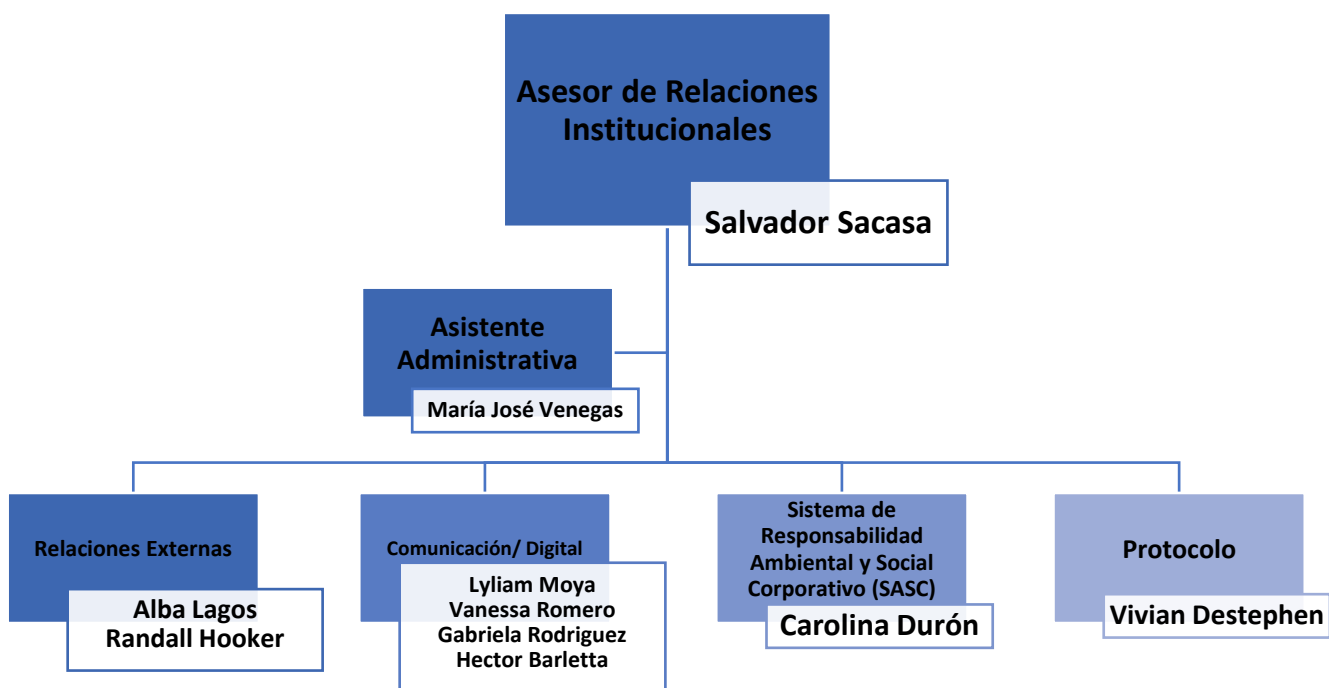 Asesor de Relaciones
Institucionales
Salvador Sacasa
Asistente
Administrativa
María José Venegas
Relaciones Externas
Alba Lagos
Randall Hooker
Comunicación/ Digital
Lyliam Moya
Vanessa Romero
Gabriela Rodriguez
Hector Barletta
Sistema de
Responsabilidad
Ambiental y Social
Corporativo (SASC)
Carolina Durón
Protocolo
Vivian Destephen